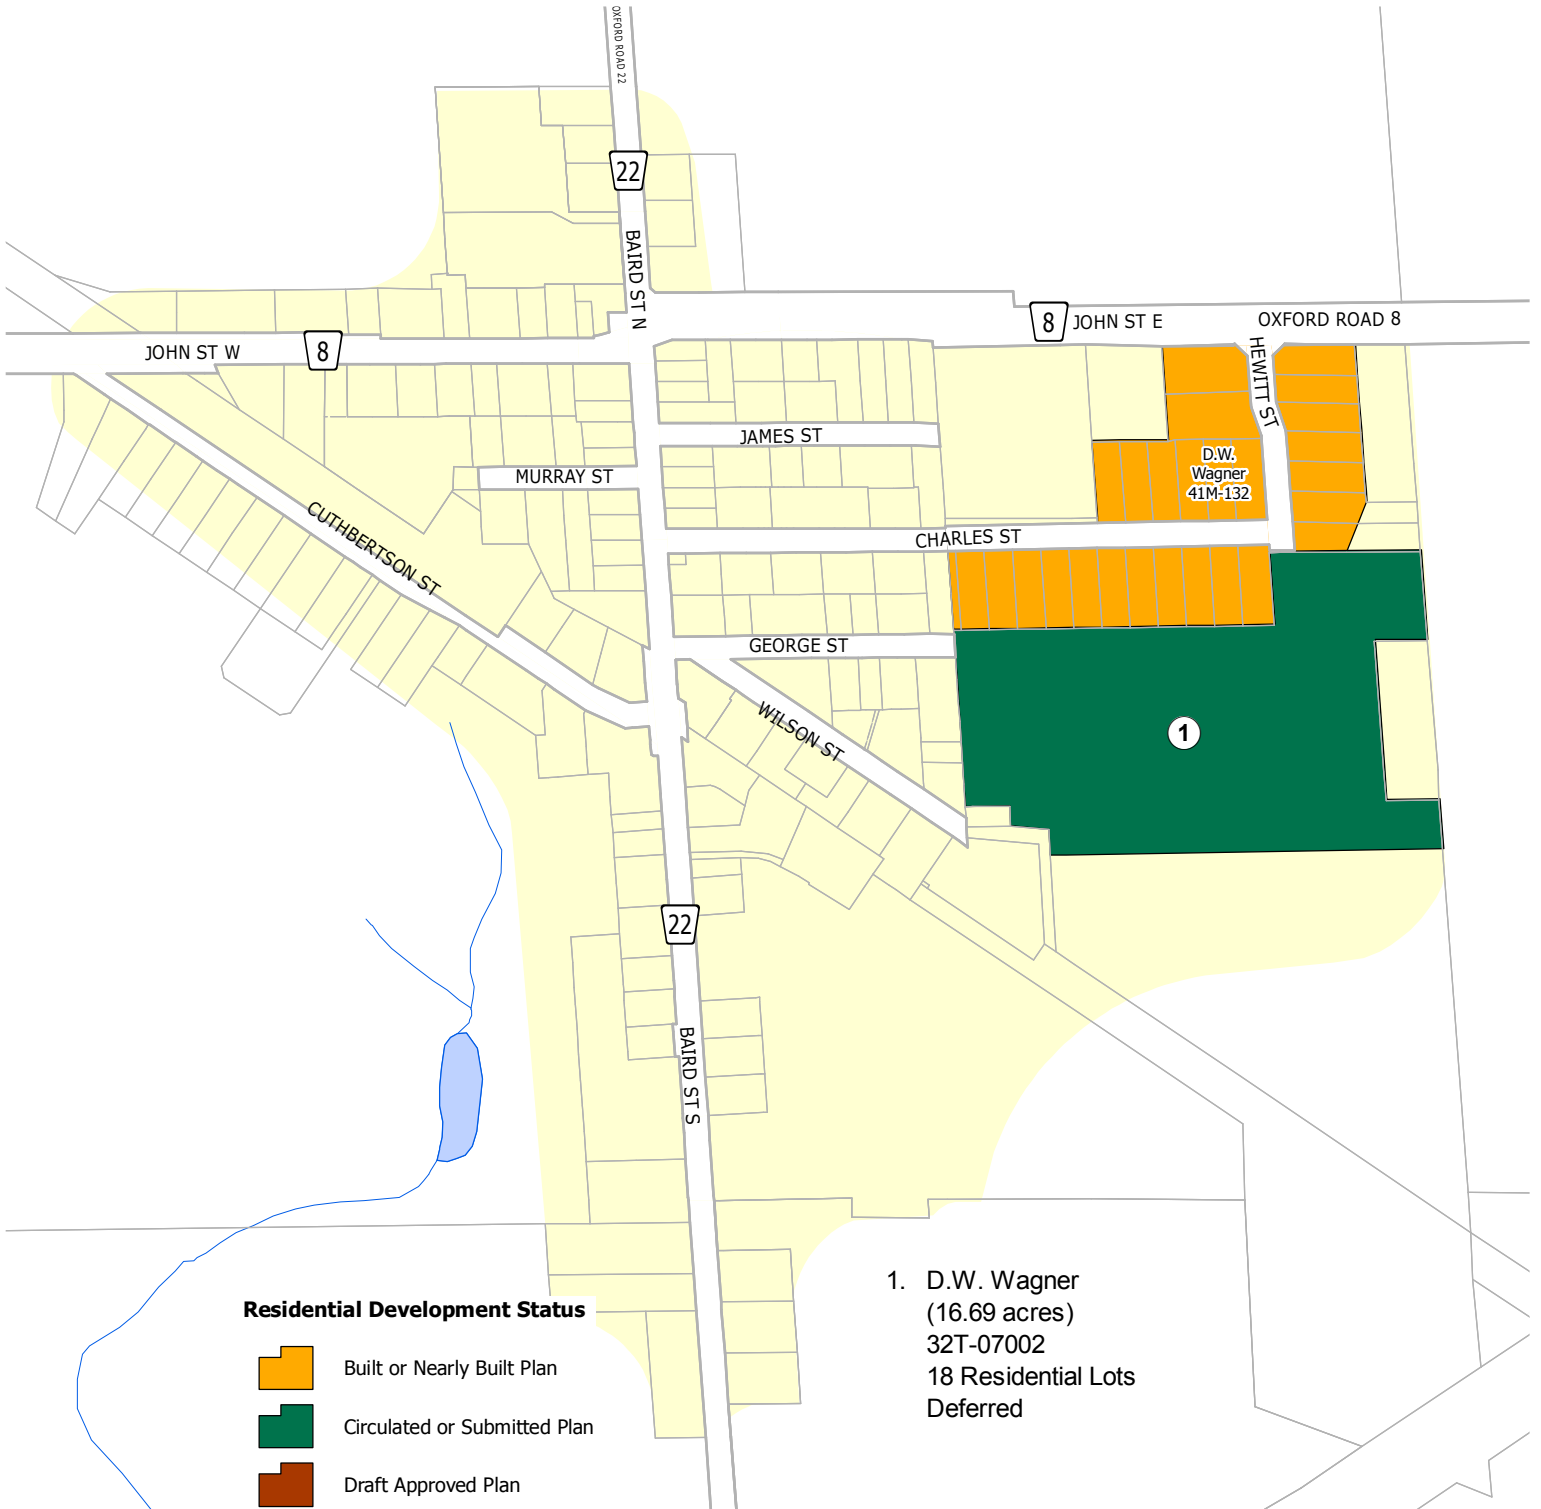 OXFORD ROAD 22
22
BAIRD ST N
JOHN ST W
8
8
JOHN ST E
OXFORD ROAD 8
HEWITT ST
JAMES ST
MURRAY ST
D.W.
Wagner
41M-132
CUTHBERTSON ST
CHARLES ST
GEORGE ST
WILSON ST
1
22
BAIRD ST S
1. D.W. Wagner
(16.69 acres)
32T-07002
18 Residential Lots
Deferred
Residential Development Status
Built or Nearly Built Plan
Circulated or Submitted Plan
Draft Approved Plan